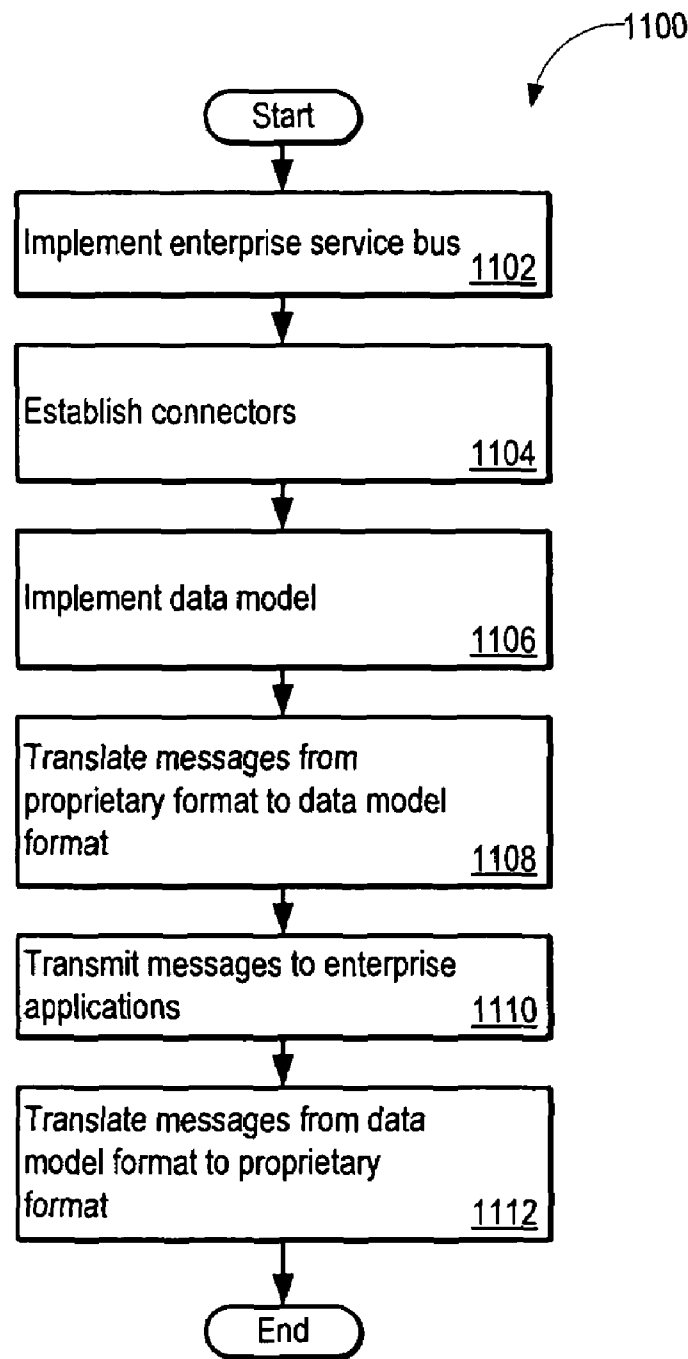 1100
Start
Implement enterprise service bus
1102
Establish connectors
1104
Implement data model
1106
Translate messages from
proprietary format to data model
format
1108
Transmit messages to enterprise
applications
1110
Translate messages from data
model format to proprietary
format
1112
End